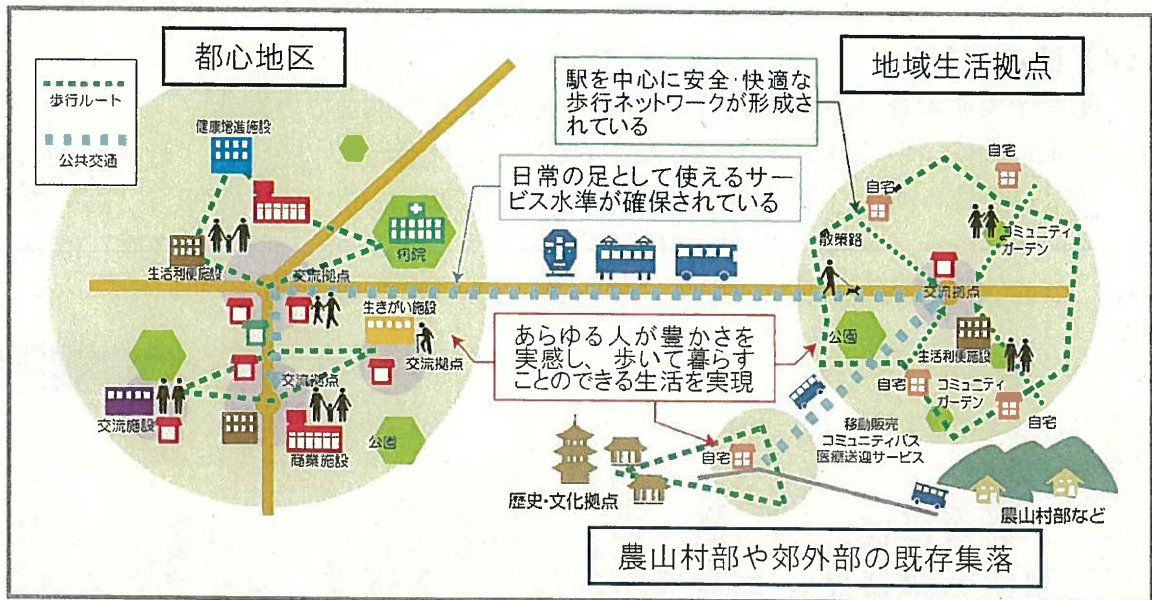 都心地区
地域生活拠点
歩行ルート
公共交通
駅を中心に安全・快適な
歩行ネットワークが形成さ
れている
日常の足として使えるサー
ビス水準が確保されている
健康増進施設
病院
生活利便施設
交流拠点
生きがい施設
交流拠点
交流拠点
交流施設
商業施設
公園
自宅
自宅
散策路
コミュニティ
ガーデン
交流拠点
公園
生活利便施設
自宅
コミュニティ
ガーデン
自宅
あらゆる人が豊かさを
実感し、歩いて暮らす
ことのできる生活を実現
移動販売
コミュニティバス
医療送迎サービス
自宅
歴史・文化拠点
農山村部など
農山村部や郊外部の既存集落